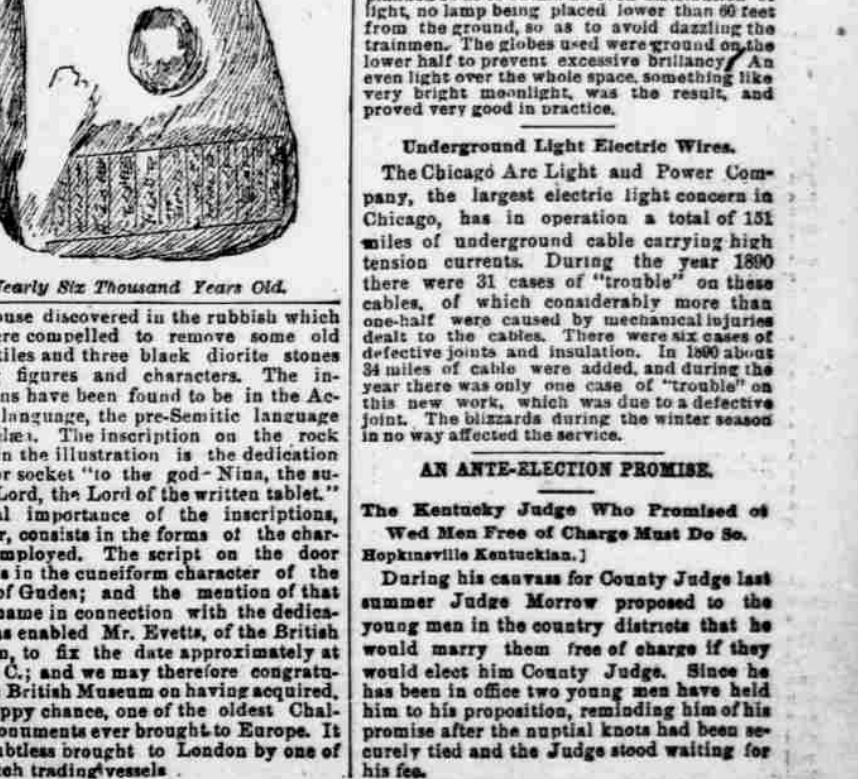 Nearly Six Thousand Years Old.
ouse discovered in the rubbish which
re compelled to remove some old
tiles and three black diorite stones
figures and characters. The in-
ns have been found to be in the Ac-
language, the pre-Semitic language
læa. The inscription on the rock
n the illustration is the dedication
or socket "to the god-Nina, the su-
Lord, the Lord of the written tablet."
al importance of the inscriptions,
r, consists in the forms of the char-
mployed. The script on the door
s in the cuneiform character of the
of Gudea; and the mention of that
name in connection with the dedica-
as enabled Mr. Evetts, of the British
n, to fix the date approximately at
C.; and we may therefore congratu-
British Museum on having acquired,
ppy chance, one of the oldest Chal-
onuments ever brought to Europe. It
ubtless brought to London by one of
ch trading vessels
light, no lamp being placed lower than 60 feet
from the ground, so as to avoid dazzling the
trainmen. The globes used were ground on the
lower half to prevent excessive brillancy. An
even light over the whole space, something like
very bright moonlight, was the result, and
proved very good in practice.
Underground Light Electric Wires.
The Chicago Arc Light and Power Com-
pany, the largest electric light concern in
Chicago, has in operation a total of 151
miles of underground cable carrying high
tension currents. During the year 1890
there were 31 cases of "trouble" on these
cables, of which considerably more than
one-half were caused by mechanical injuries
dealt to the cables. There were six cases of
defective joints and insulation. In 1890 about
34 miles of cable were added, and during the
year there was only one case of "trouble" on
this new work, which was due to a defective
joint. The blizzards during the winter season
in no way affected the service.
AN ANTE-ELECTION PROMISE.
The Kentucky Judge Who Promised ot
Wed Men Free of Charge Must Do So.
Hopkinsville Kentuckian.]
During his canvass for County Judge last
summer Judge Morrow proposed to the
young men in the country districts that he
would marry them free of charge if they
would elect him County Judge. Since he
has been in office two young men have held
him to his proposition, reminding him of his
promise after the nuptial knots had been se-
curely tied and the Judge stood waiting for
his fee.